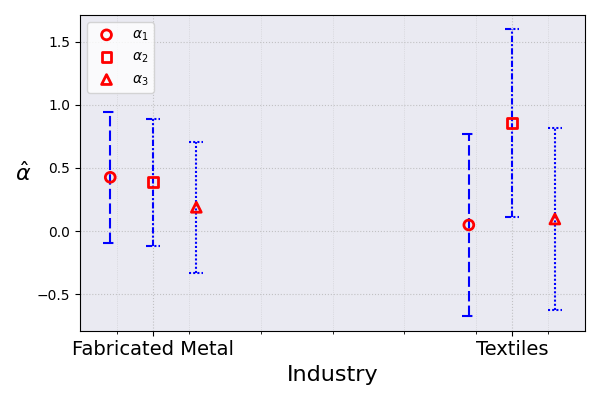 α₁
α₂
α₃
1.5
1.0
0.5
0.0
−0.5
α̂
Fabricated Metal
Textiles
Industry